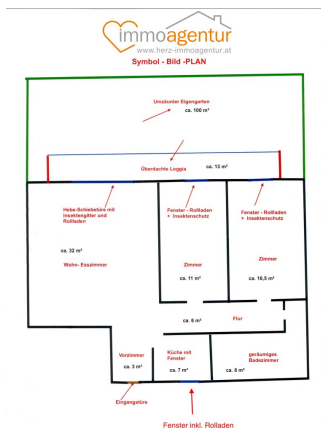 immoagentur
www.herz-immoagentur.at
Symbol - Bild -PLAN
Umzäunter Eigengarten
ca. 100 m²
Überdachte Loggia
ca. 13 m²
Hebe-Schiebetüre mit
Insektengitter und
Rollladen
Fenster - Rollladen
+ Insektenschutz
Fenster - Rollladen
+ Insektenschutz
ca. 32 m²
Wohn- Esszimmer
Zimmer
ca. 11 m²
Zimmer
ca. 16,5 m²
ca. 6 m²
Flur
Vorzimmer
ca. 3 m²
Küche mit
Fenster
ca. 7 m²
geräumiges
Badezimmer
ca. 8 m²
Eingangstüre
Fenster inkl. Rolladen